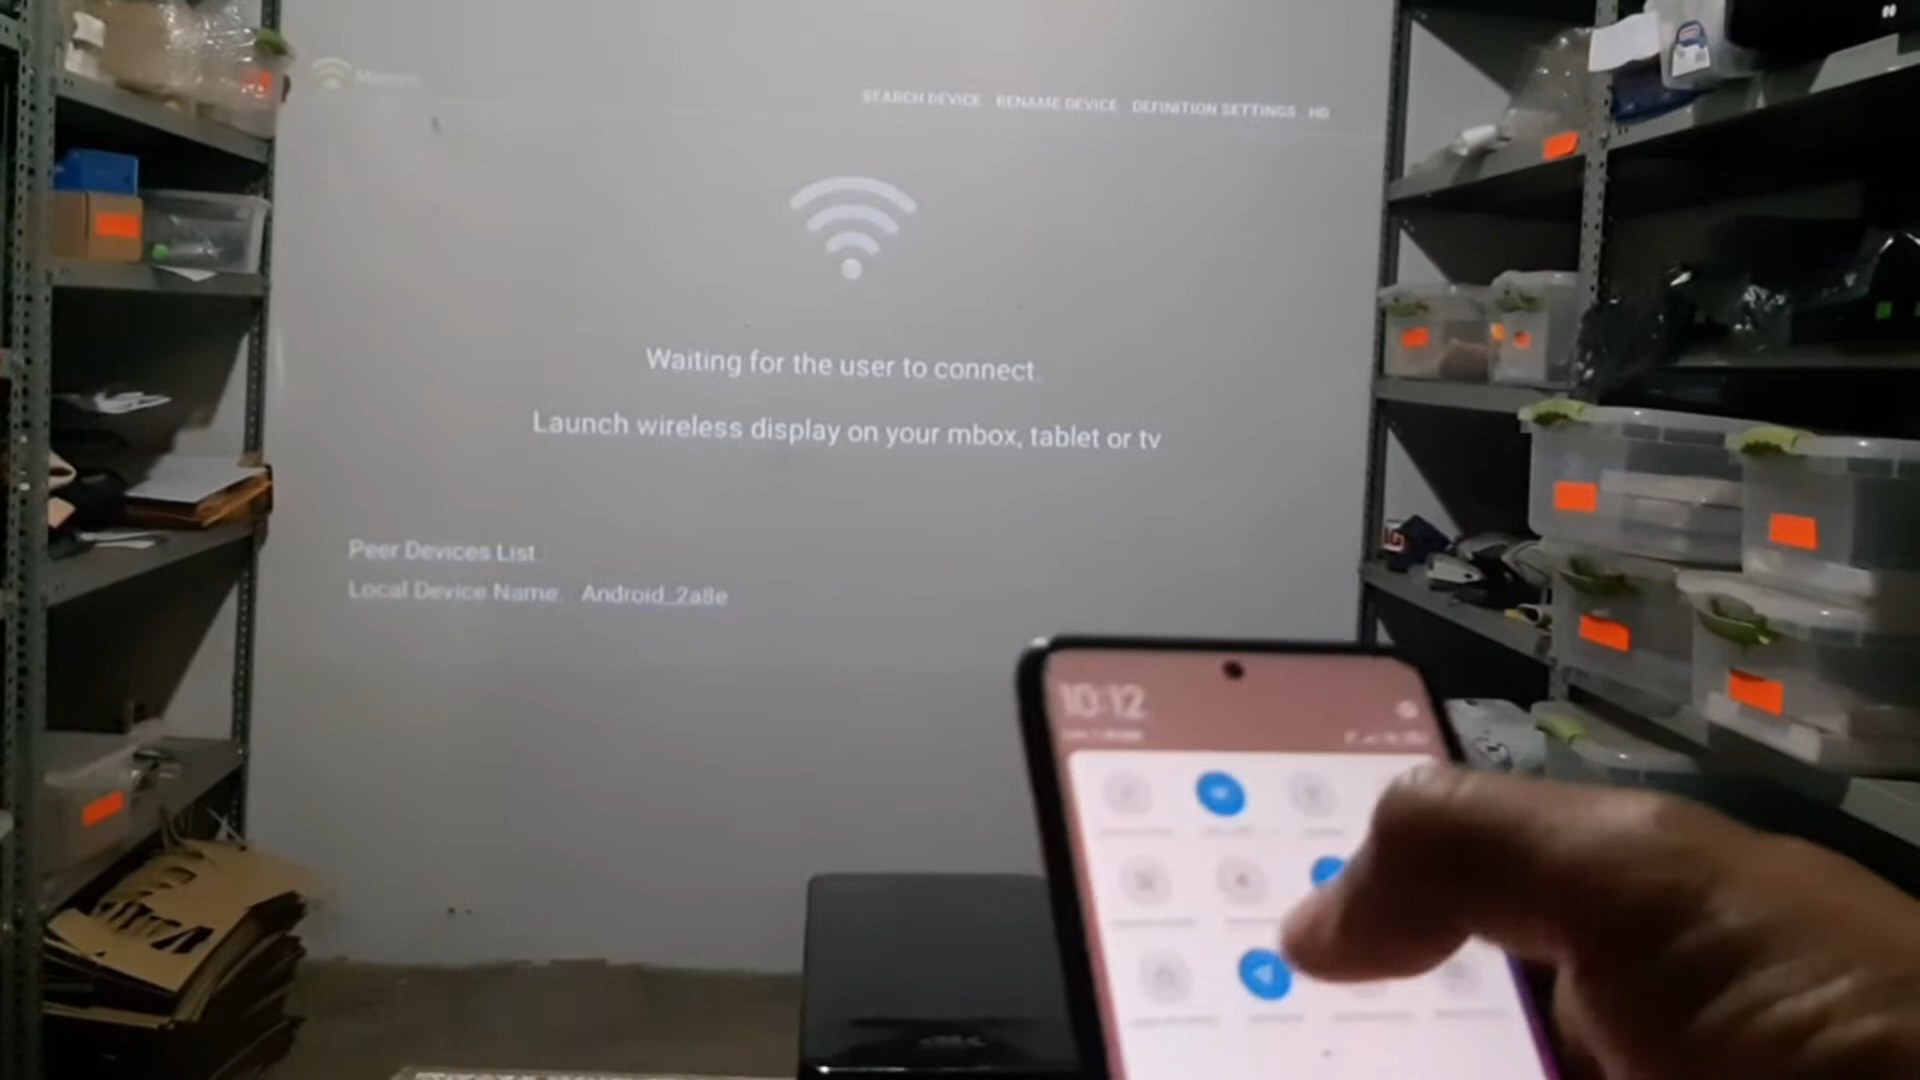 Miracast
SEARCH DEVICE RENAME DEVICE DEFINITION SETTINGS HD
Waiting for the user to connect.
Launch wireless display on your mbox, tablet or tv
Peer Devices List :
Local Device Name: Android_2a8e
10:12